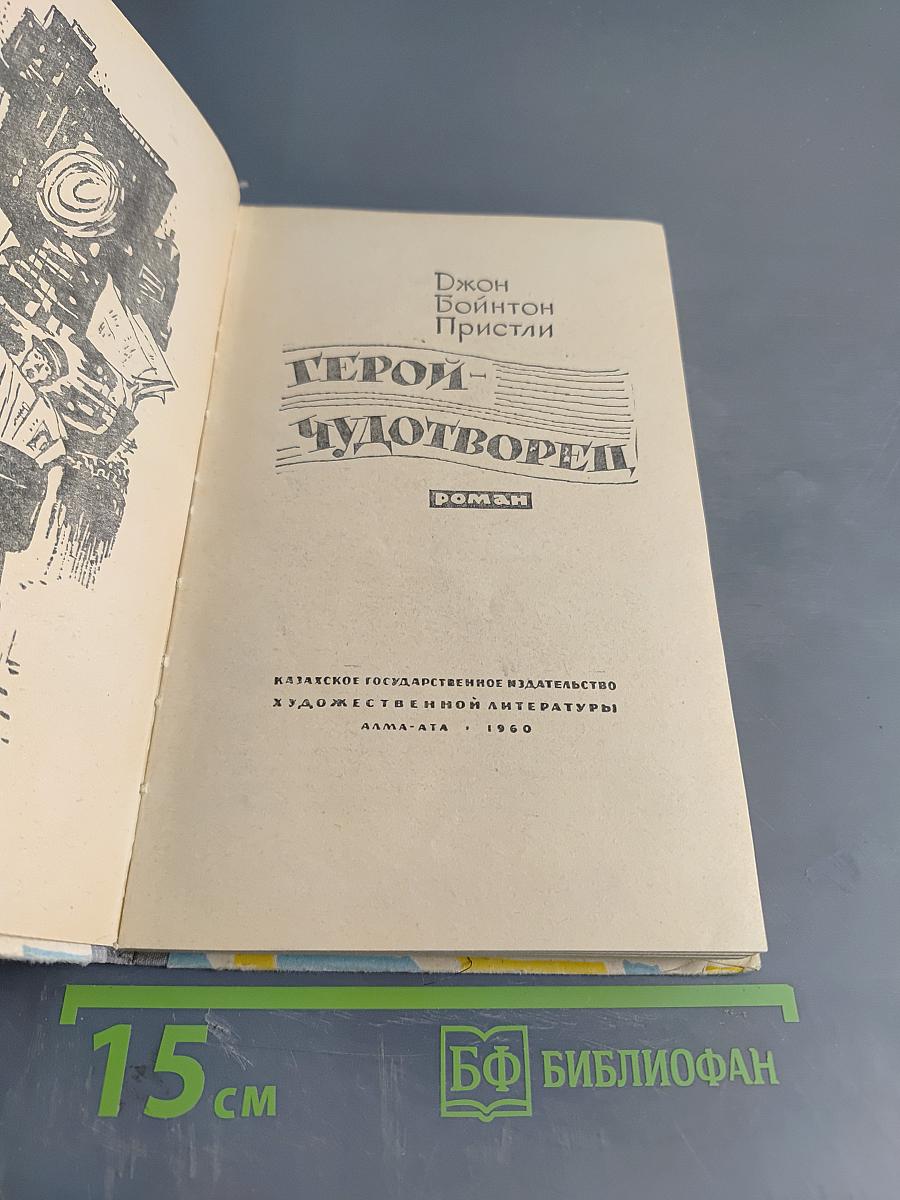 Джон
Бойнтон
Пристли
ГЕРОЙ-
ЧУДОТВОРЕЦ
роман
КАЗАХСКОЕ ГОСУДАРСТВЕННОЕ ИЗДАТЕЛЬСТВО
ХУДОЖЕСТВЕННОЙ ЛИТЕРАТУРЫ
АЛМА-АТА • 1960
15 см
БФ БИБЛИОФАН